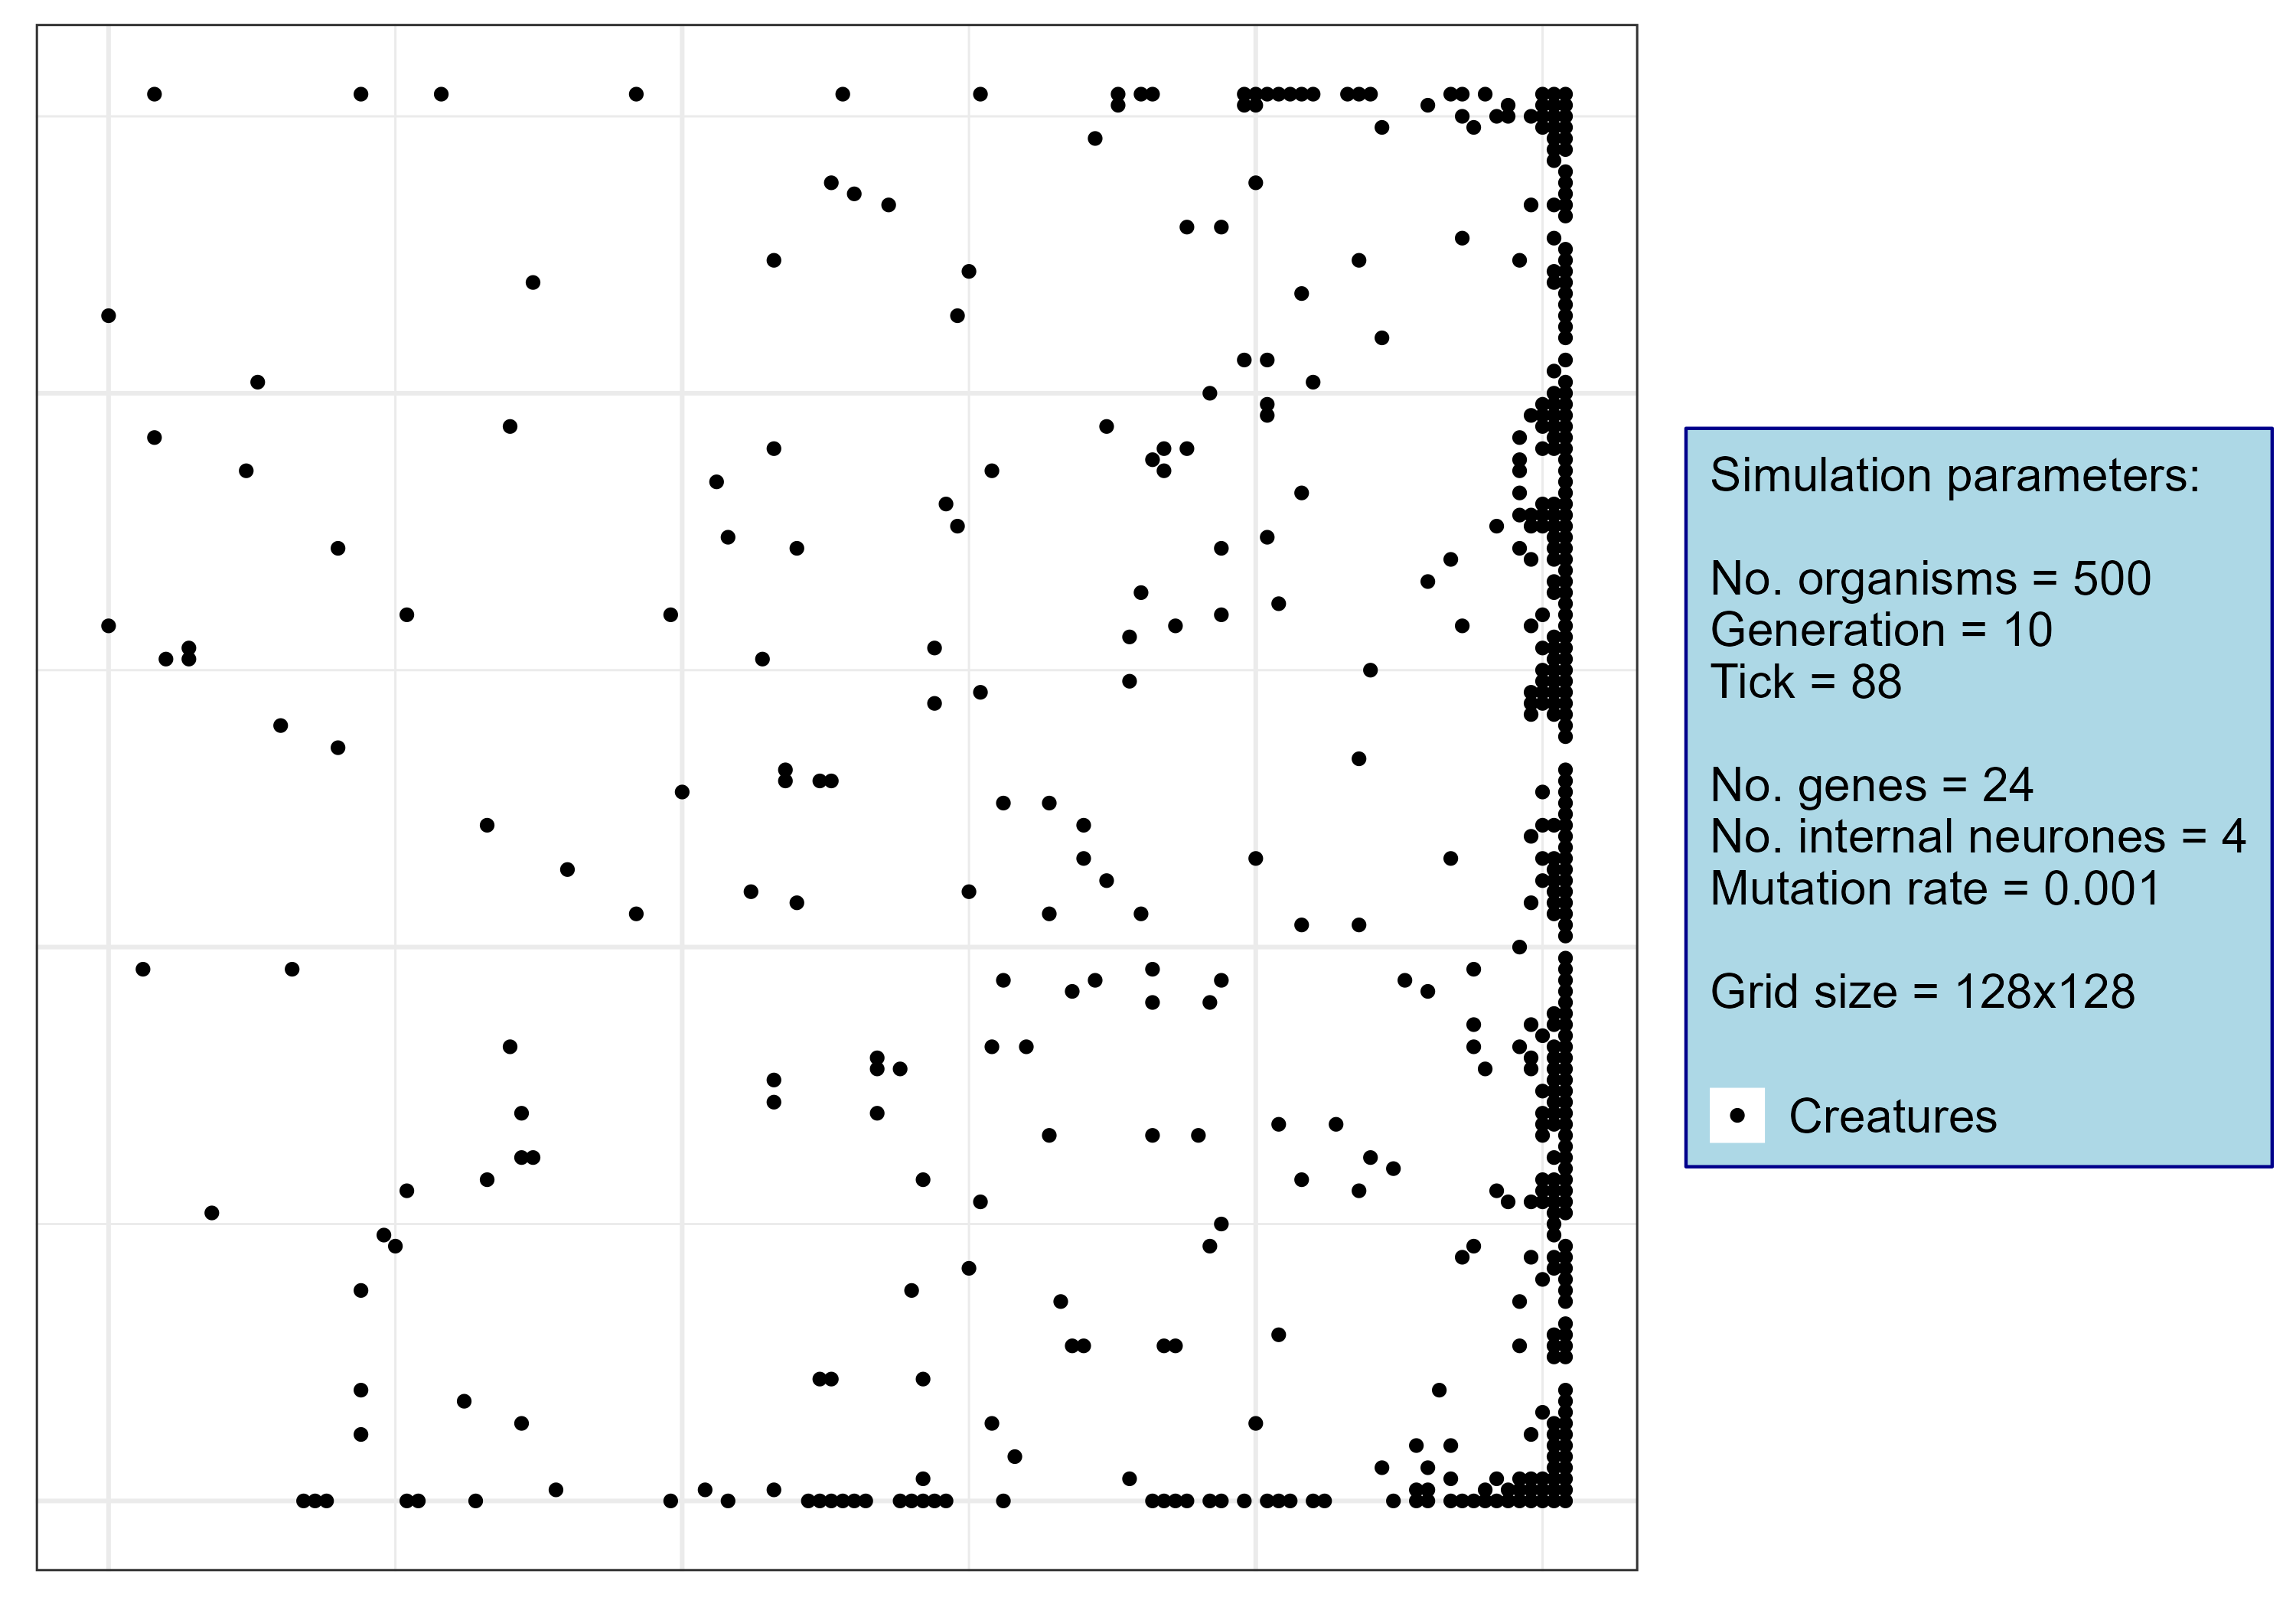 Simulation parameters:
No. organisms = 500
Generation = 10
Tick = 88
No. genes = 24
No. internal neurones = 4
Mutation rate = 0.001
Grid size = 128x128
Creatures